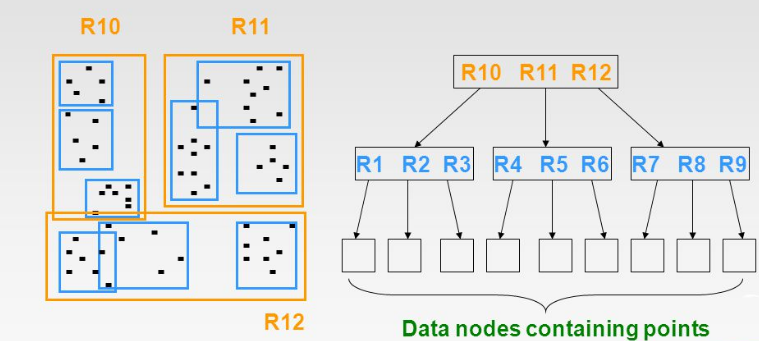 R10 R11
R12
R10 R11 R12
R1 R2 R3 R4 R5 R6 R7 R8 R9
Data nodes containing points